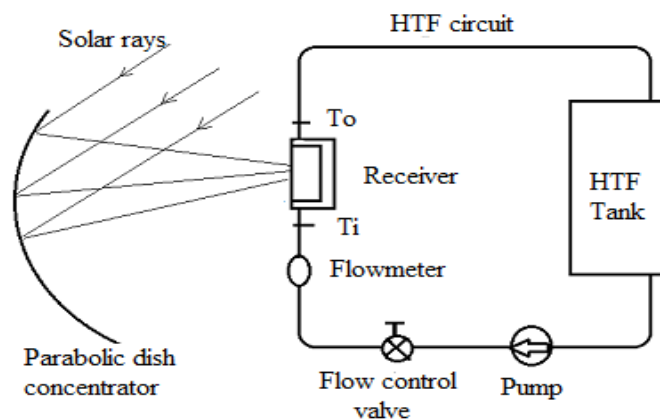 HTF circuit
Solar rays
To
Receiver
HTF
Tank
Ti
Flowmeter
Parabolic dish
concentrator
Flow control
valve
Pump